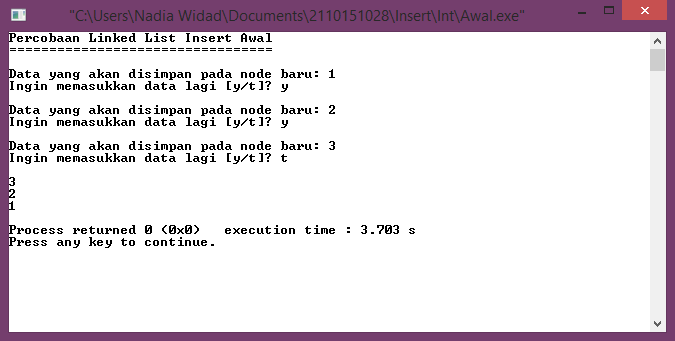 "C:\Users\Nadia Widad\Documents\2110151028\Insert\Int\Awal.exe"
Percobaan Linked List Insert Awal
=================================
Data yang akan disimpan pada node baru: 1
Ingin memasukkan data lagi [y/t]? y
Data yang akan disimpan pada node baru: 2
Ingin memasukkan data lagi [y/t]? y
Data yang akan disimpan pada node baru: 3
Ingin memasukkan data lagi [y/t]? t
3
2
1
Process returned 0 (0x0)   execution time : 3.703 s
Press any key to continue.